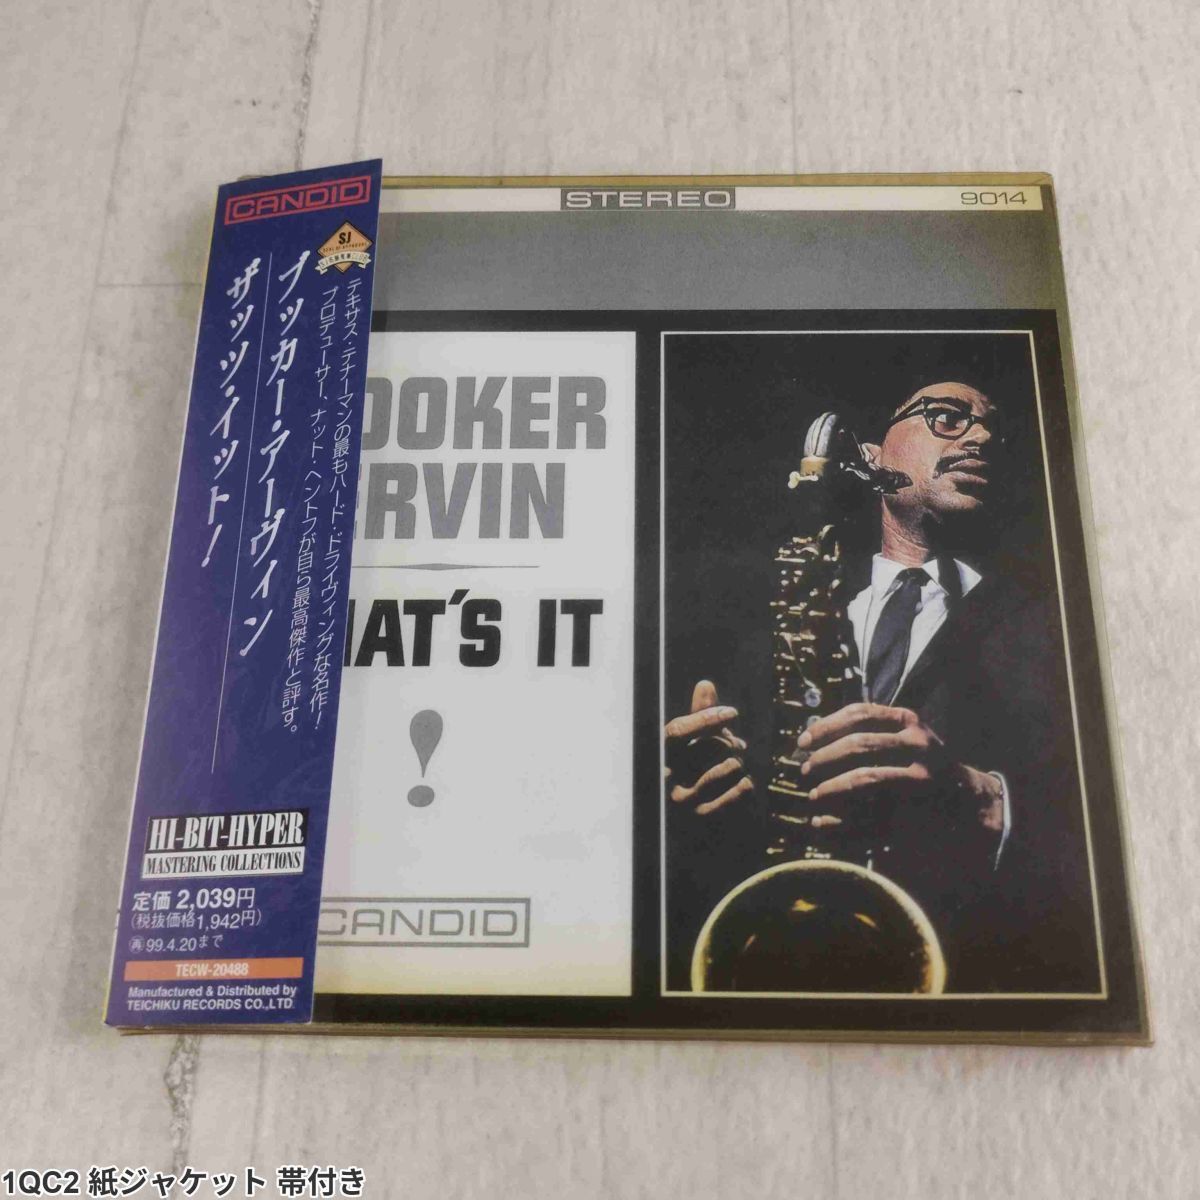 CANDID
SJ
ブッカー・アーヴィン
ザッツ・イット!
テキサス・テナーマンの最もハード・ドライヴィングな名作!
プロデューサー、ナット・ヘントフが自ら最高傑作と評す。
HI-BIT-HYPER
MASTERING COLLECTIONS
定価 2,039円
(税抜価格1,942円)
再 99.4.20まで
TECW-20488
Manufactured & Distributed by
TEICHIKU RECORDS CO.,LTD.
STEREO
9014
OOKER
ERVIN
HAT'S IT
!
CANDID
1QC2 紙ジャケット 帯付き